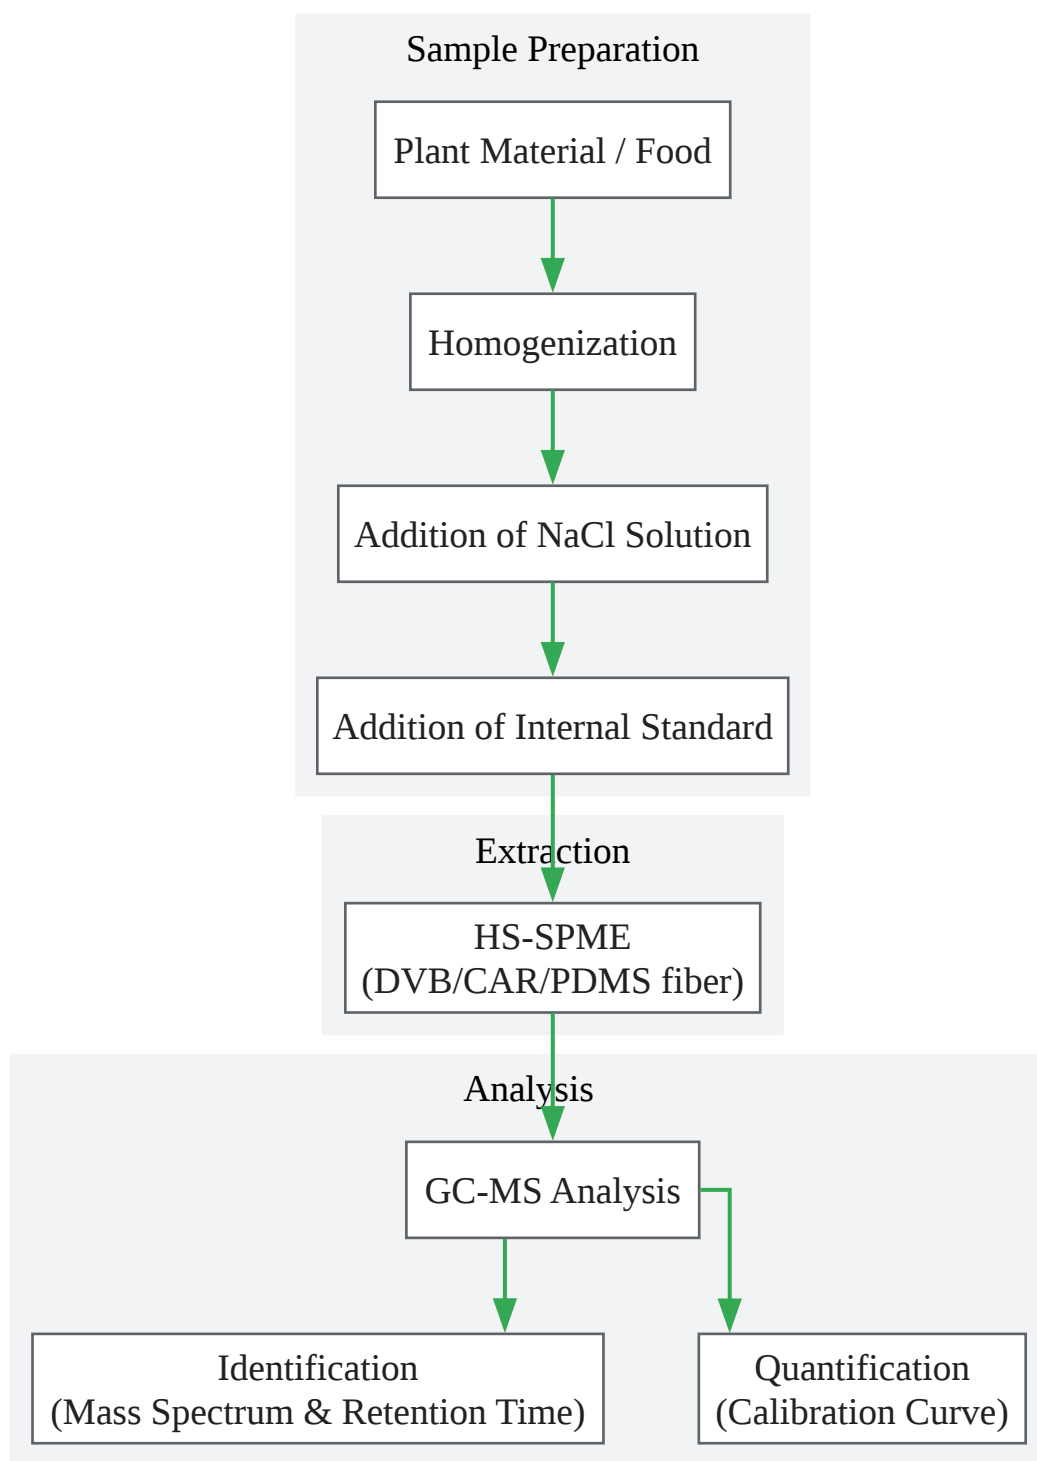 Sample Preparation
Plant Material / Food
Homogenization
Addition of NaCl Solution
Addition of Internal Standard
Extraction
HS-SPME
(DVB/CAR/PDMS fiber)
Analysis
GC-MS Analysis
Identification
(Mass Spectrum & Retention Time)
Quantification
(Calibration Curve)